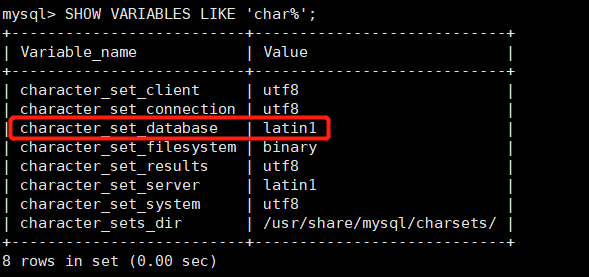 mysql> SHOW VARIABLES LIKE 'char%';
+--------------------------+----------------------------+
| Variable_name            | Value                      |
+--------------------------+----------------------------+
| character_set_client     | utf8                       |
| character_set_connection | utf8                       |
| character_set_database   | latin1                     |
| character_set_filesystem | binary                     |
| character_set_results    | utf8                       |
| character_set_server     | latin1                     |
| character_set_system     | utf8                       |
| character_sets_dir       | /usr/share/mysql/charsets/ |
+--------------------------+----------------------------+
8 rows in set (0.00 sec)